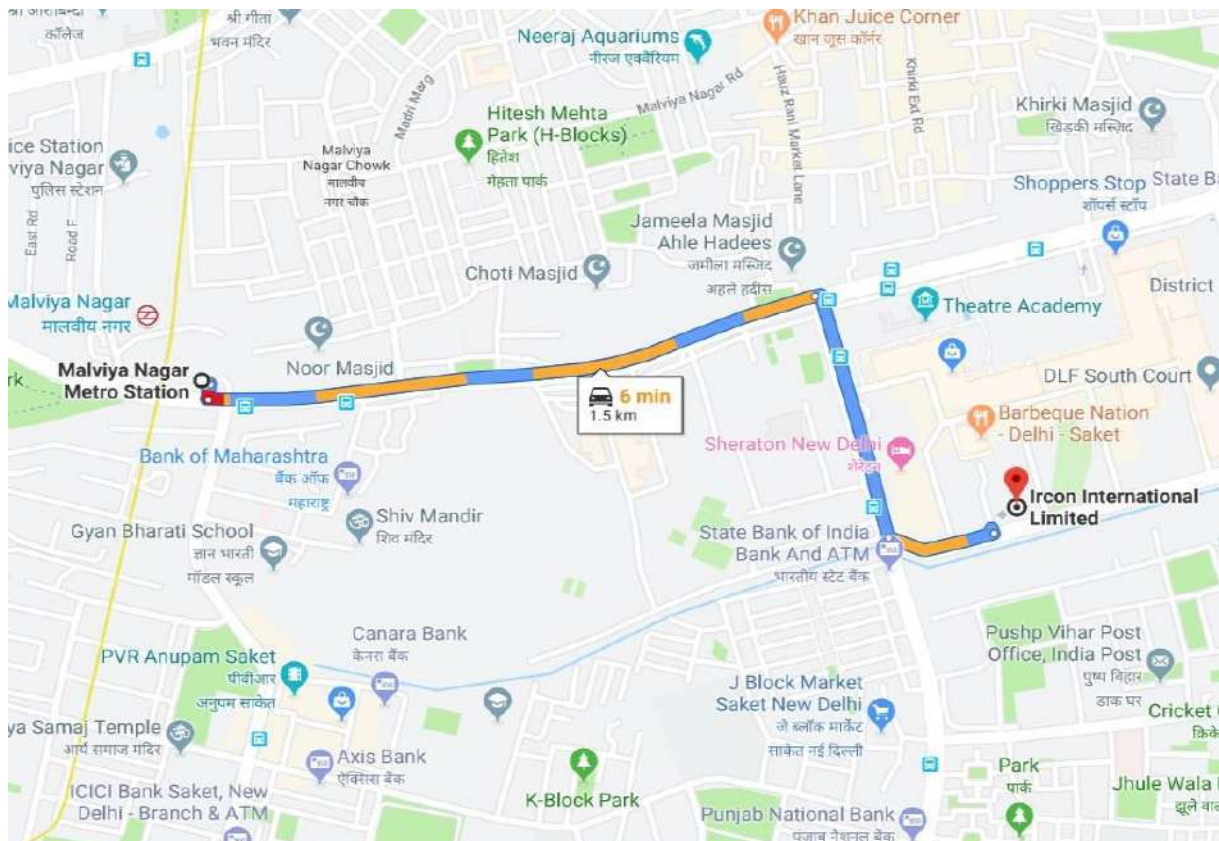 श्री अरबिन्दो
कॉलेज
श्री गीता
भवन मंदिर
Neeraj Aquariums
नीरज एक्वैरियम
Khan Juice Corner
खान जूस कॉर्नर
Madri Marg
Malviya Nagar Rd
Hauz Rani Market Lane
Khirki Ext Rd
Hitesh Mehta
Park (H-Blocks)
हितेश
मेहता पार्क
Khirki Masjid
खिड़की मस्जिद
ice Station
viya Nagar
पुलिस स्टेशन
Malviya
Nagar Chowk
मालवीय
नगर चौक
Shoppers Stop
शॉपर्स स्टॉप
State Ba
East Rd
Road F
Jameela Masjid
Ahle Hadees
जमीला मस्जिद
अहले हदीस
Choti Masjid
District
Malviya Nagar
मालवीय नगर
Theatre Academy
Noor Masjid
Malviya Nagar
Metro Station
rk
DLF South Court
6 min
1.5 km
Barbeque Nation
- Delhi - Saket
Sheraton New Delhi
शेरेटन
Bank of Maharashtra
बैंक ऑफ
महाराष्ट्र
Ircon International
Limited
Shiv Mandir
शिव मंदिर
Gyan Bharati School
ज्ञान भारती
मॉडल स्कूल
State Bank of India
Bank And ATM
भारतीय स्टेट बैंक
Canara Bank
केनरा बैंक
Pushp Vihar Post
Office, India Post
पुष्प विहार
डाक घर
PVR Anupam Saket
पीवीआर
अनुपम साकेत
J Block Market
Saket New Delhi
जे ब्लॉक मार्केट
साकेत नई दिल्ली
ya Samaj Temple
आर्य समाज मंदिर
Cricket
Axis Bank
ऐक्सिस बैंक
Park
पार्क
ICICI Bank Saket, New
Delhi - Branch & ATM
K-Block Park
Jhule Wala
Punjab National Bank
पंजाब नैशनल बैंक